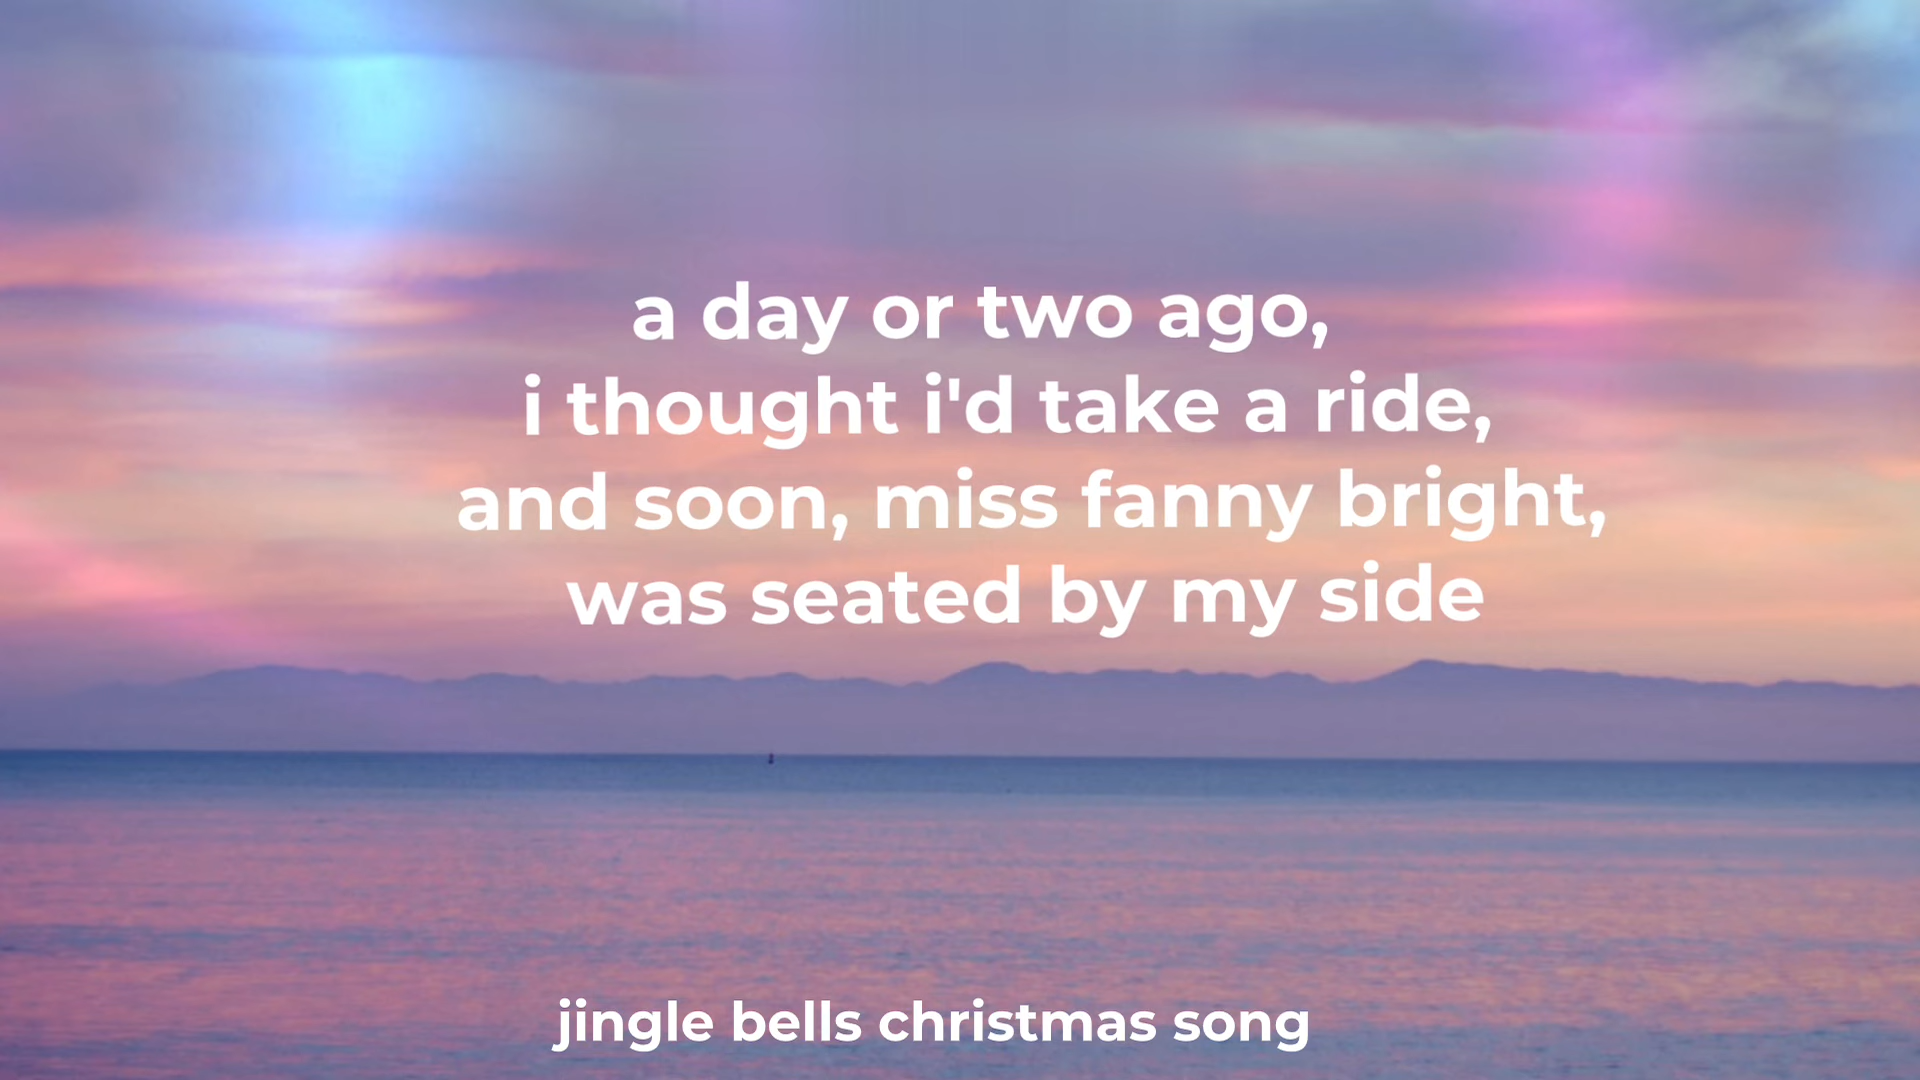 a day or two ago,
i thought i'd take a ride,
and soon, miss fanny bright,
was seated by my side
jingle bells christmas song